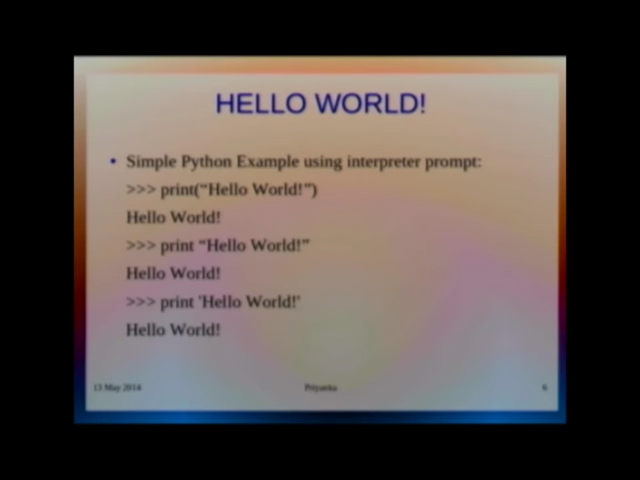 HELLO WORLD!
• Simple Python Example using interpreter prompt:
>>> print(“Hello World!”)
Hello World!
>>> print “Hello World!”
Hello World!
>>> print 'Hello World!'
Hello World!
13 May 2014 Priyanka 6